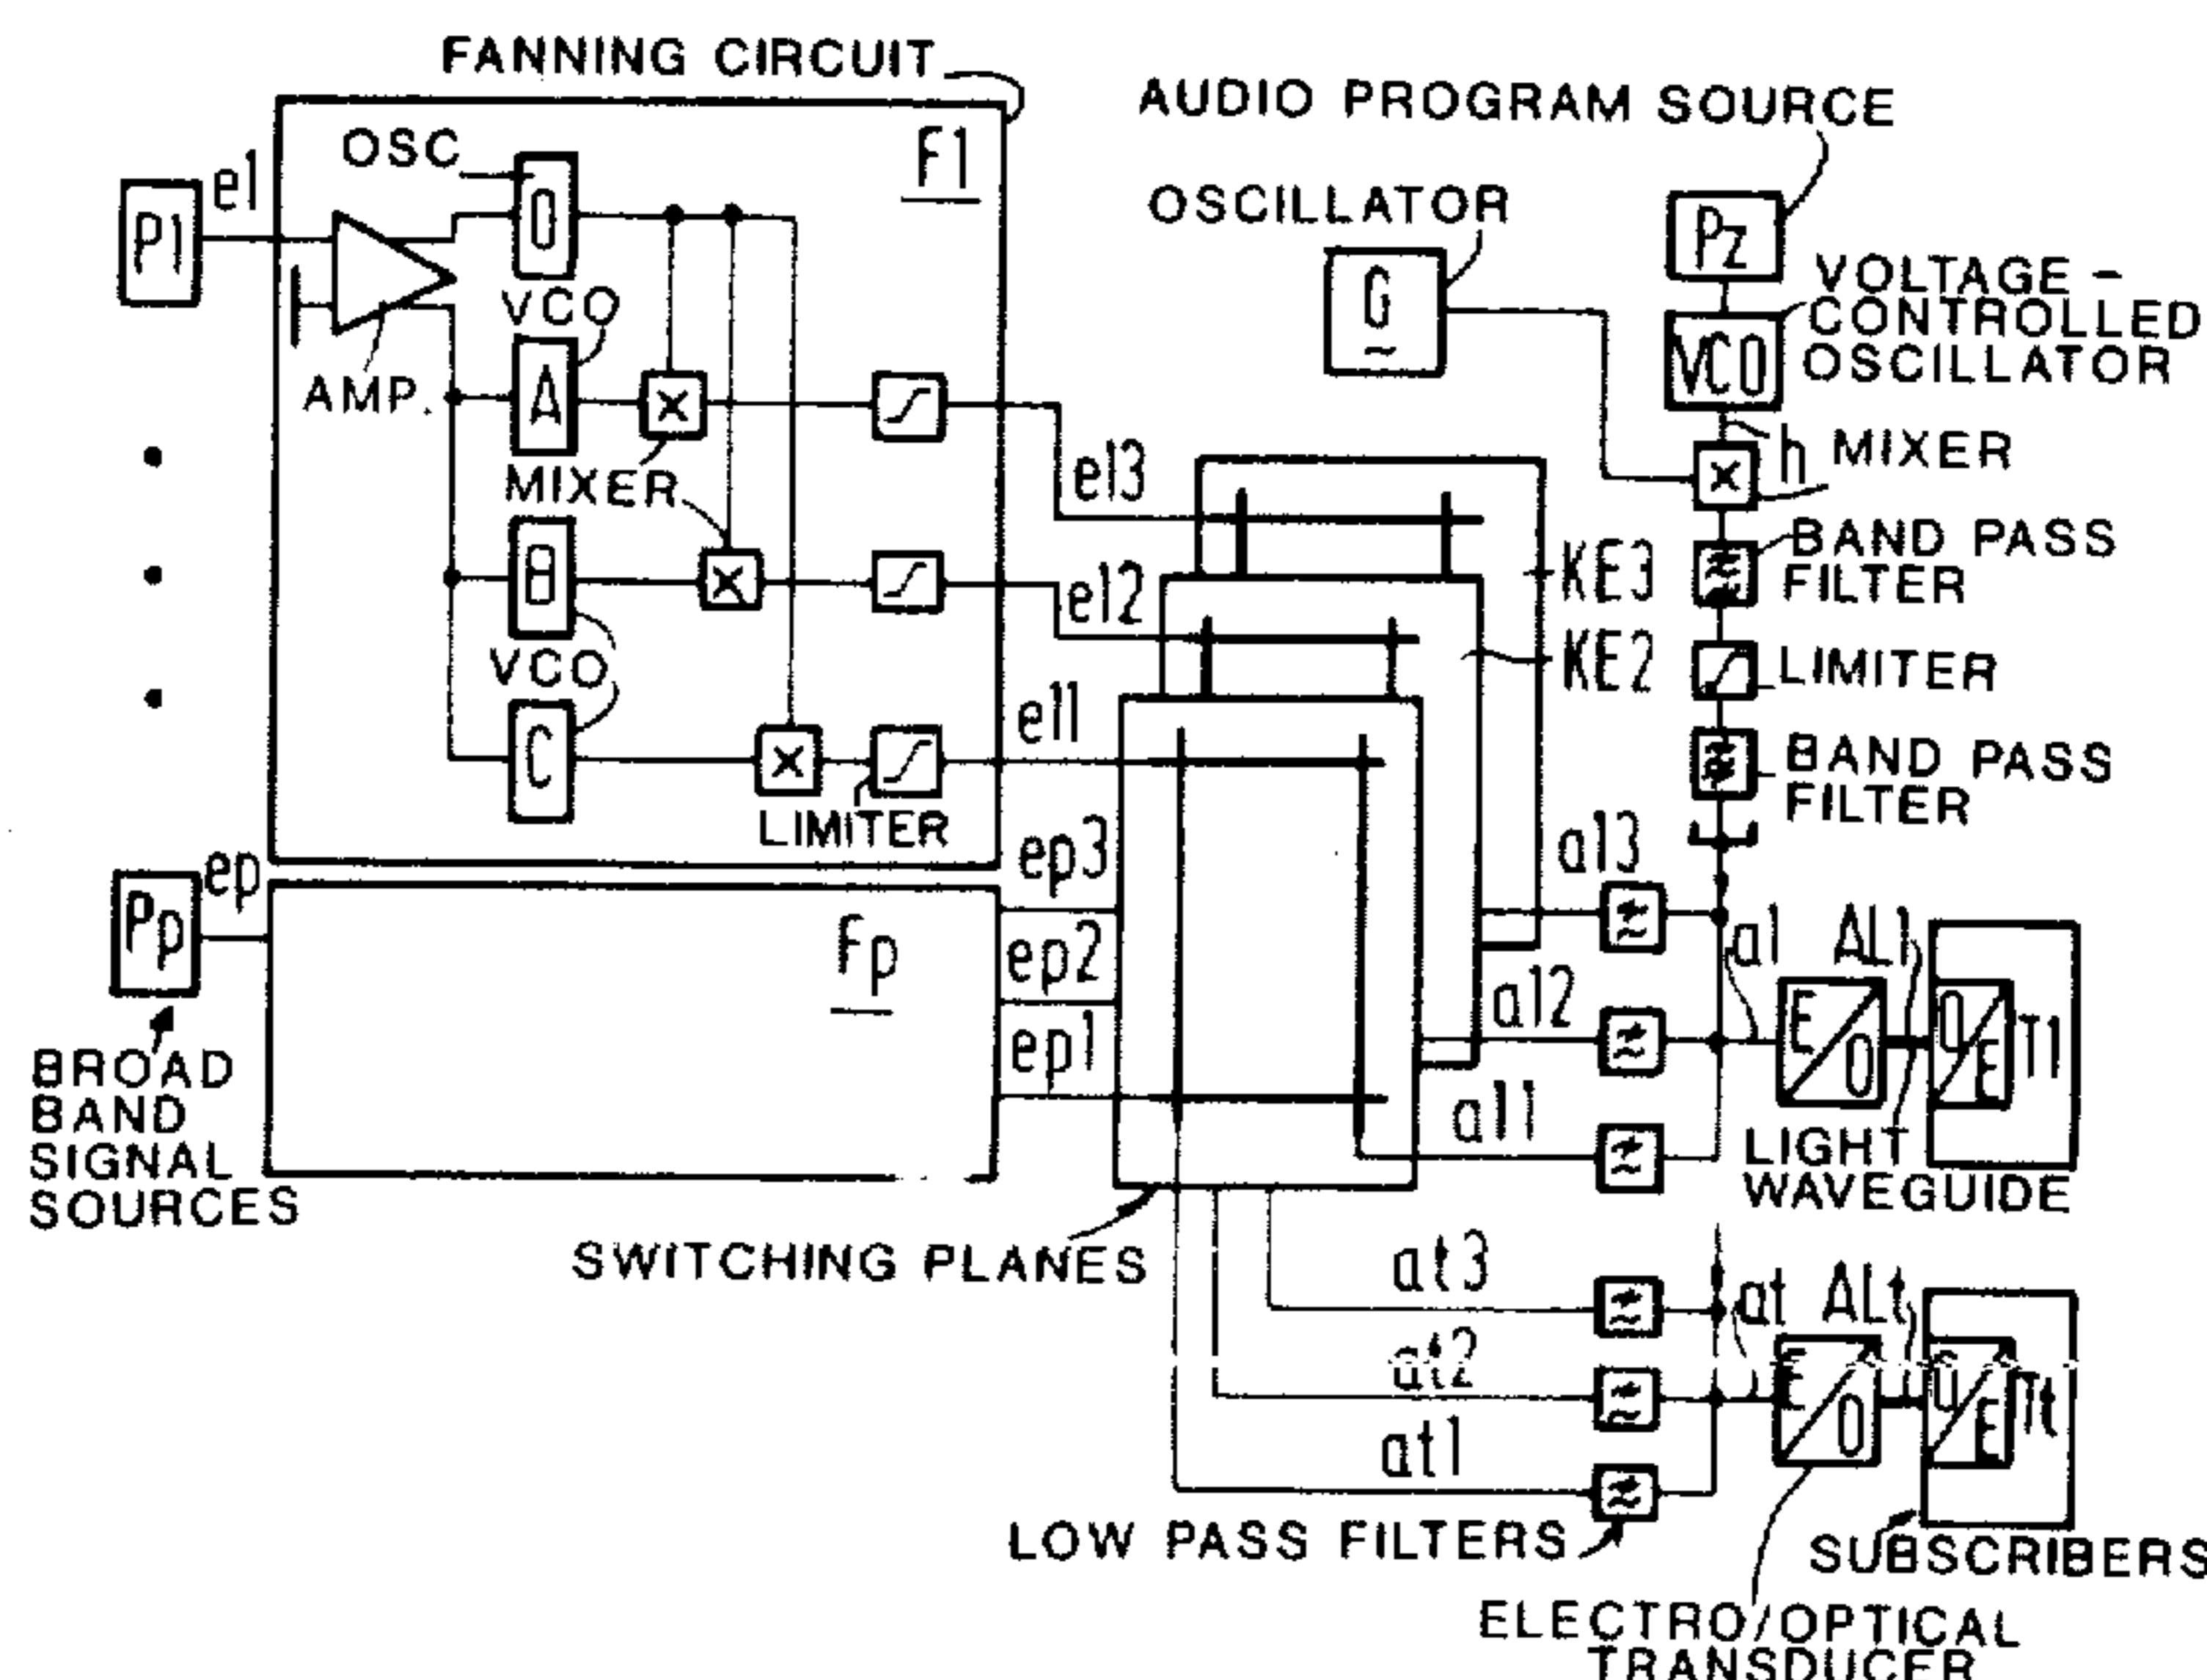 FANNING CIRCUIT
AUDIO PROGRAM SOURCE
OSC
F1
OSCILLATOR
P1
e1
O
G
~
Pz
VOLTAGE-
CONTROLLED
OSCILLATOR
VCO
VCO
AMP.
A
X
h
MIXER
X
MIXER
e13
BAND PASS
FILTER
B
X
e12
KE3
KE2
VCO
LIMITER
C
X
e11
BAND PASS
FILTER
LIMITER
ep
ep3
a13
Pp
Fp
ep2
a12
a1
AL1
E
O
O
E
T1
BROAD
BAND
SIGNAL
SOURCES
ep1
a11
LIGHT
WAVEGUIDE
SWITCHING PLANES
at3
at
ALt
at2
E
O
O
E
Tt
at1
LOW PASS FILTERS
SUBSCRIBERS
ELECTRO/OPTICAL
TRANSDUCER